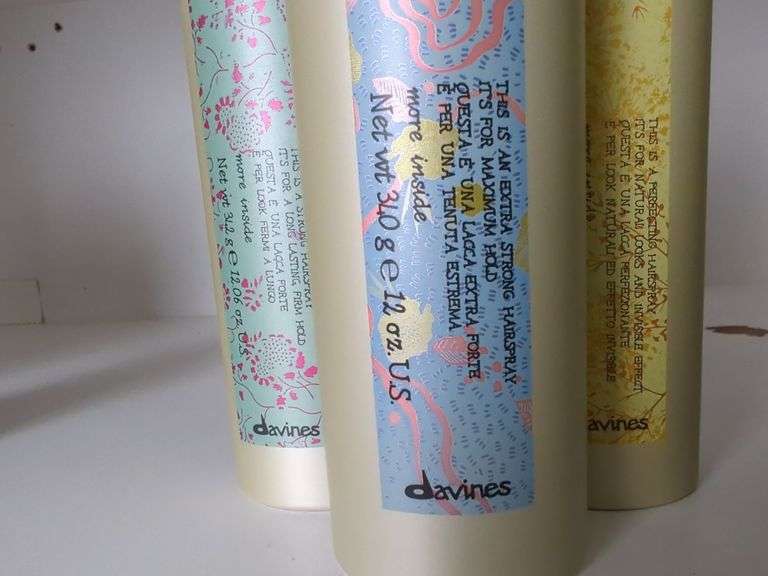 THIS IS A STRONG HAIRSPRAY
IT'S FOR A LONG LASTING FIRM HOLD
QUESTA È UNA LACCA FORTE
È PER LOOK FERMI A LUNGO
more inside
Net wt 312 g e 12.06 oz. U.S.
davines
THIS IS AN EXTRA STRONG HAIRSPRAY
IT'S FOR MAXIMUM HOLD
QUESTA È UNA LACCA EXTRA FORTE
È PER UNA TENUTA ESTREMA
more inside
Net wt 310 g e 12 oz. U.S.
davines
THIS IS A PERFECTING HAIRSPRAY
IT'S FOR NATURAL LOOKS AND INVISIBLE EFFECT
QUESTA È UNA LACCA PERFEZIONANTE
È PER LOOK NATURALI ED EFFETTO INVISIBILE
davines